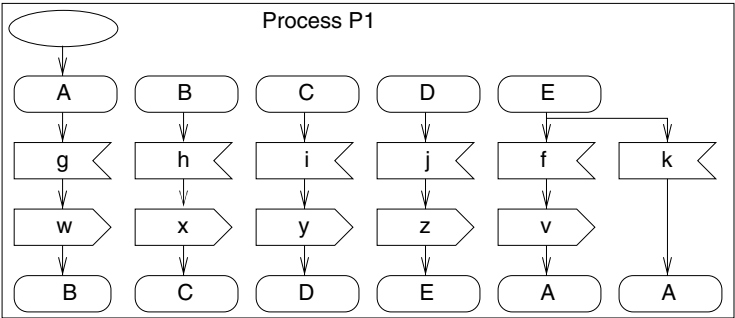 Process P1
A B C D E
g h i j f k
w x y z v
B C D E A A